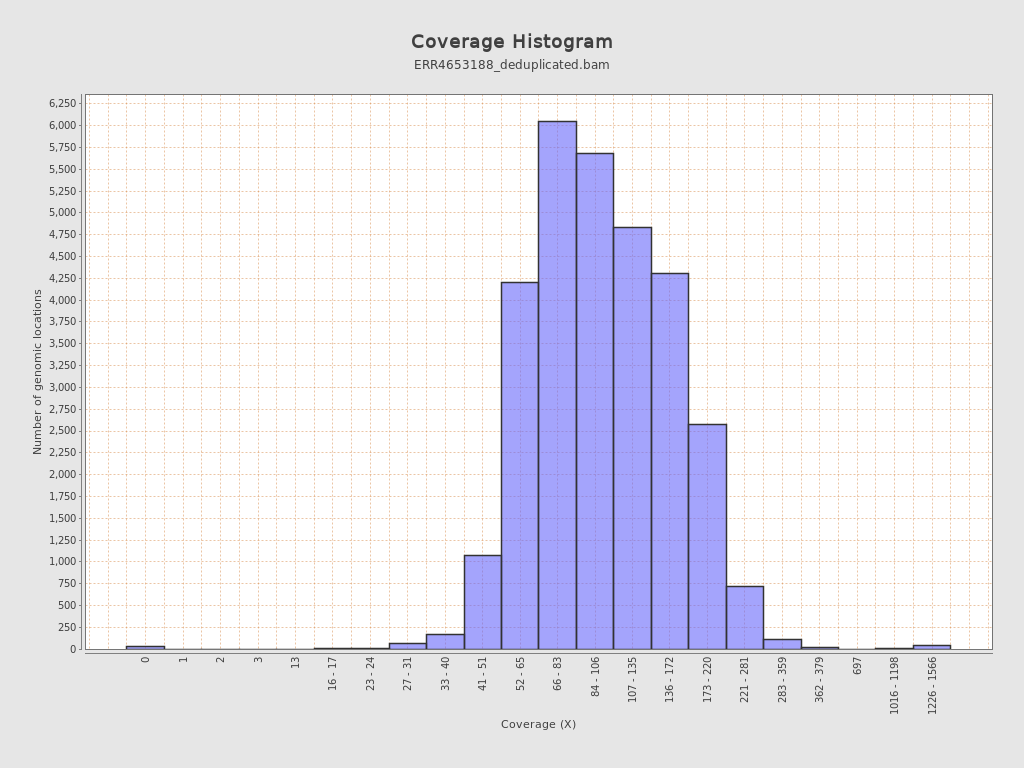 Coverage Histogram
ERR4653188_deduplicated.bam
Number of genomic locations
6,250
6,000
5,750
5,500
5,250
5,000
4,750
4,500
4,250
4,000
3,750
3,500
3,250
3,000
2,750
2,500
2,250
2,000
1,750
1,500
1,250
1,000
750
500
250
0
0
1
2
3
13
16 - 17
23 - 24
27 - 31
33 - 40
41 - 51
52 - 65
66 - 83
84 - 106
107 - 135
136 - 172
173 - 220
221 - 281
283 - 359
362 - 379
697
1016 - 1198
1226 - 1566
Coverage (X)